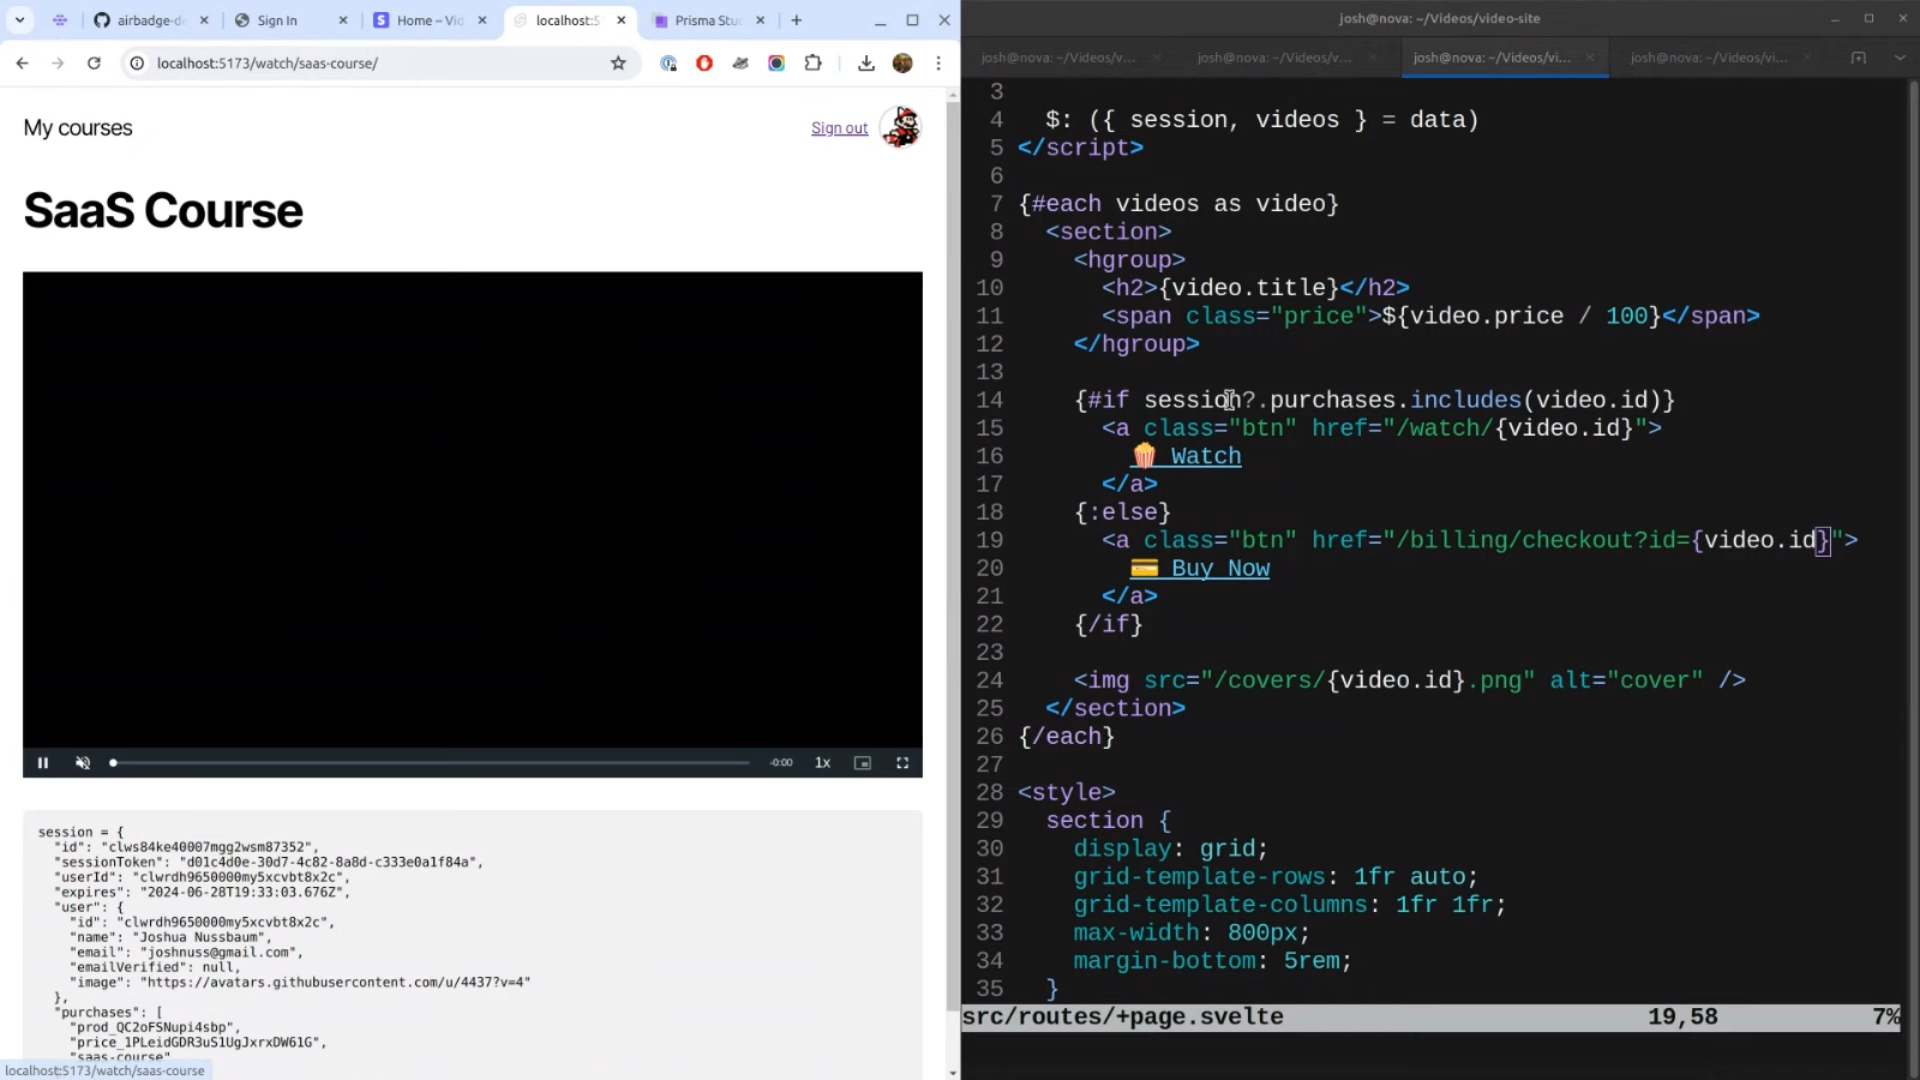 airbadge-de
Sign In
Home – Vid
localhost:5
Prisma Stud
localhost:5173/watch/saas-course/
My courses
Sign out
SaaS Course
-0:00
1x
session = {
"id": "clws84ke40007mgg2wsm87352",
"sessionToken": "d01c4d0e-30d7-4c82-8a8d-c333e0a1f84a",
"userId": "clwrdh9650000my5xcvbt8x2c",
"expires": "2024-06-28T19:33:03.676Z",
"user": {
"id": "clwrdh9650000my5xcvbt8x2c",
"name": "Joshua Nussbaum",
"email": "joshnuss@gmail.com",
"emailVerified": null,
"image": "https://avatars.githubusercontent.com/u/4437?v=4"
},
"purchases": [
"prod_QC2oFSNupi4sbp",
"price_1PLeidGDR3uS1UgJxrxDW61G",
"saas-course"
localhost:5173/watch/saas-course
josh@nova: ~/Videos/video-site
josh@nova: ~/Videos/v...
josh@nova: ~/Videos/v...
josh@nova: ~/Videos/vi...
josh@nova: ~/Videos/vi...
3
4 $: ({ session, videos } = data)
5 </script>
6
7 {#each videos as video}
8 <section>
9 <hgroup>
10 <h2>{video.title}</h2>
11 <span class="price">${video.price / 100}</span>
12 </hgroup>
13
14 {#if session?.purchases.includes(video.id)}
15 <a class="btn" href="/watch/{video.id}">
16 🍿 Watch
17 </a>
18 {:else}
19 <a class="btn" href="/billing/checkout?id={video.id}">
20 💳 Buy Now
21 </a>
22 {/if}
23
24 <img src="/covers/{video.id}.png" alt="cover" />
25 </section>
26 {/each}
27
28 <style>
29 section {
30 display: grid;
31 grid-template-rows: 1fr auto;
32 grid-template-columns: 1fr 1fr;
33 max-width: 800px;
34 margin-bottom: 5rem;
35 }
src/routes/+page.svelte 19,58 7%